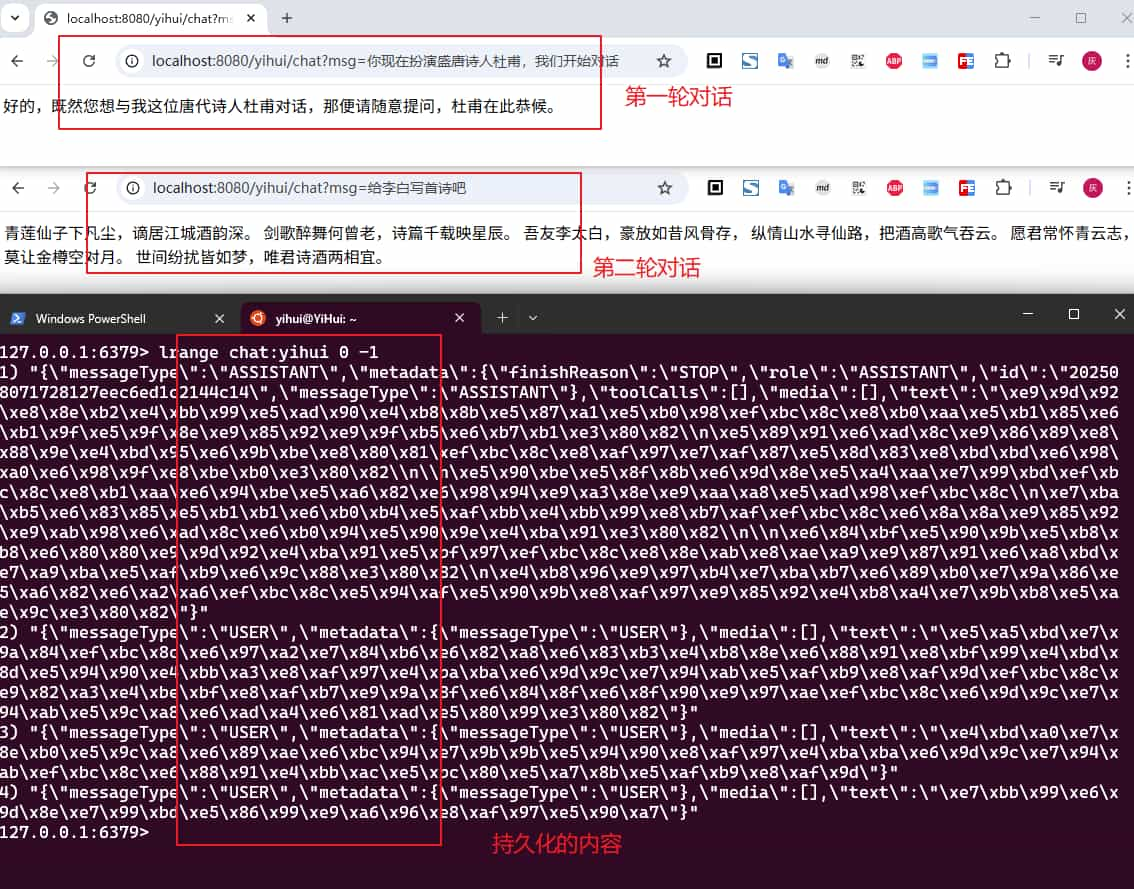 localhost:8080/yihui/chat?ms
localhost:8080/yihui/chat?msg=你现在扮演盛唐诗人杜甫，我们开始对话
第一轮对话
好的，既然您想与我这位唐代诗人杜甫对话，那便请随意提问，杜甫在此恭候。
localhost:8080/yihui/chat?msg=给李白写首诗吧
青莲仙子下凡尘，谪居江城酒韵深。 剑歌醉舞何曾老，诗篇千载映星辰。 吾友李太白，豪放如昔风骨存， 纵情山水寻仙路，把酒高歌气吞云。 愿君常怀青云志，
莫让金樽空对月。 世间纷扰皆如梦，唯君诗酒两相宜。
第二轮对话
Windows PowerShell
yihui@YiHui: ~
127.0.0.1:6379> lrange chat:yihui 0 -1
1) "{\"messageType\":\"ASSISTANT\",\"metadata\":{\"finishReason\":\"STOP\",\"role\":\"ASSISTANT\",\"id\":\"20250
8071728127eec6ed1c2144c14\",\"messageType\":\"ASSISTANT\"},\"toolCalls\":[],\"media\":[],\"text\":\"\xe9\x9d\x92
\xe8\x8e\xb2\xe4\xbb\x99\xe5\xad\x90\xe4\xb8\x8b\xe5\x87\xa1\xe5\xb0\x98\xef\xbc\x8c\xe8\xb0\xaa\xe5\xb1\x85\xe6
\xb1\x9f\xe5\x9f\x8e\xe9\x85\x92\xe9\x9f\xb5\xe6\xb7\xb1\xe3\x80\x82\\n\xe5\x89\x91\xe6\xad\x8c\xe9\x86\x89\xe8\
x88\x9e\xe4\xbd\x95\xe6\x9b\xbe\xe8\x80\x81\xef\xbc\x8c\xe8\xaf\x97\xe7\xaf\x87\xe5\x8d\x83\xe8\xbd\xbd\xe6\x98\
xa0\xe6\x98\x9f\xe8\xbe\xb0\xe3\x80\x82\\n\\n\xe5\x90\xbe\xe5\x8f\x8b\xe6\x9d\x8e\xe5\xa4\xaa\xe7\x99\xbd\xef\xb
c\x8c\xe8\xb1\xaa\xe6\x94\xbe\xe5\xa6\x82\xe6\x98\x94\xe9\xa3\x8e\xe9\xaa\xa8\xe5\xad\x98\xef\xbc\x8c\\n\xe7\xba
\xb5\xe6\x83\x85\xe5\xb1\xb1\xe6\xb0\xb4\xe5\xaf\xbb\xe4\xbb\x99\xe8\xb7\xaf\xef\xbc\x8c\xe6\x8a\x8a\xe9\x85\x92
\xe9\xab\x98\xe6\xad\x8c\xe6\xb0\x94\xe5\x90\x9e\xe4\xba\x91\xe3\x80\x82\\n\\n\xe6\x84\xbf\xe5\x90\x9b\xe5\xb8\x
b8\xe6\x80\x80\xe9\x9d\x92\xe4\xba\x91\xe5\xbf\x97\xef\xbc\x8c\xe8\x8e\xab\xe8\xae\xa9\xe9\x87\x91\xe6\xa8\xbd\x
e7\xa9\xba\xe5\xaf\xb9\xe6\x9c\x88\xe3\x80\x82\\n\xe4\xb8\x96\xe9\x97\xb4\xe7\xba\xb7\xe6\x89\xb0\xe7\x9a\x86\xe
5\xa6\x82\xe6\xa2\xa6\xef\xbc\x8c\xe5\x94\xaf\xe5\x90\x9b\xe8\xaf\x97\xe9\x85\x92\xe4\xb8\xa4\xe7\x9b\xb8\xe5\xa
e\x9c\xe3\x80\x82\"}"
2) "{\"messageType\":\"USER\",\"metadata\":{\"messageType\":\"USER\"},\"media\":[],\"text\":\"\xe5\xa5\xbd\xe7\x
9a\x84\xef\xbc\x8c\xe6\x97\xa2\xe7\x84\xb6\xe6\x82\xa8\xe6\x83\xb3\xe4\xb8\x8e\xe6\x88\x91\xe8\xbf\x99\xe4\xbd\x
8d\xe5\x94\x90\xe4\xbb\xa3\xe8\xaf\x97\xe4\xba\xba\xe6\x9d\x9c\xe7\x94\xab\xe5\xaf\xb9\xe8\xaf\x9d\xef\xbc\x8c\x
e9\x82\xa3\xe4\xbe\xbf\xe8\xaf\xb7\xe9\x9a\x8f\xe6\x84\x8f\xe6\x8f\x90\xe9\x97\xae\xef\xbc\x8c\xe6\x9d\x9c\xe7\x
94\xab\xe5\x9c\xa8\xe6\xad\xa4\xe6\x81\xad\xe5\x80\x99\xe3\x80\x82\"}"
3) "{\"messageType\":\"USER\",\"metadata\":{\"messageType\":\"USER\"},\"media\":[],\"text\":\"\xe4\xbd\xa0\xe7\x
8e\xb0\xe5\x9c\xa8\xe6\x89\xae\xe6\xbc\x94\xe7\x9b\x9b\xe5\x94\x90\xe8\xaf\x97\xe4\xba\xba\xe6\x9d\x9c\xe7\x94\x
ab\xef\xbc\x8c\xe6\x88\x91\xe4\xbb\xac\xe5\xbc\x80\xe5\xa7\x8b\xe5\xaf\xb9\xe8\xaf\x9d\"}"
4) "{\"messageType\":\"USER\",\"metadata\":{\"messageType\":\"USER\"},\"media\":[],\"text\":\"\xe7\xbb\x99\xe6\x
9d\x8e\xe7\x99\xbd\xe5\x86\x99\xe9\xa6\x96\xe8\xaf\x97\xe5\x90\xa7\"}"
127.0.0.1:6379>
持久化的内容